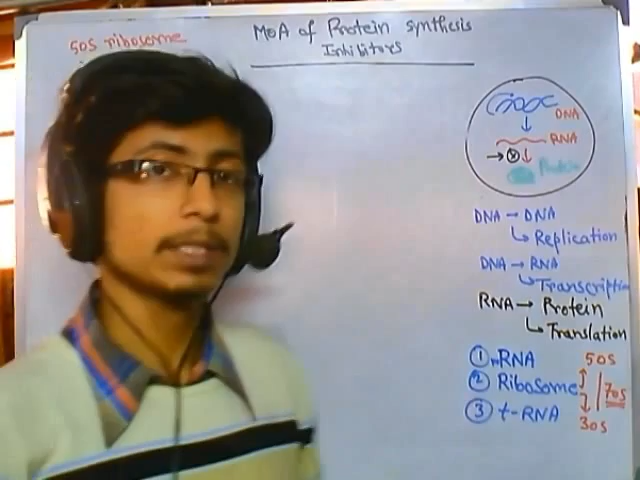 MOA of Protein synthesis
Inhibitors
50S ribosome
DNA
RNA
Protein
DNA → DNA
↳ Replication
DNA → RNA
↳ Transcription
RNA → Protein
↳ Translation
① mRNA
② Ribosome
③ t-RNA
50S
70S
30S